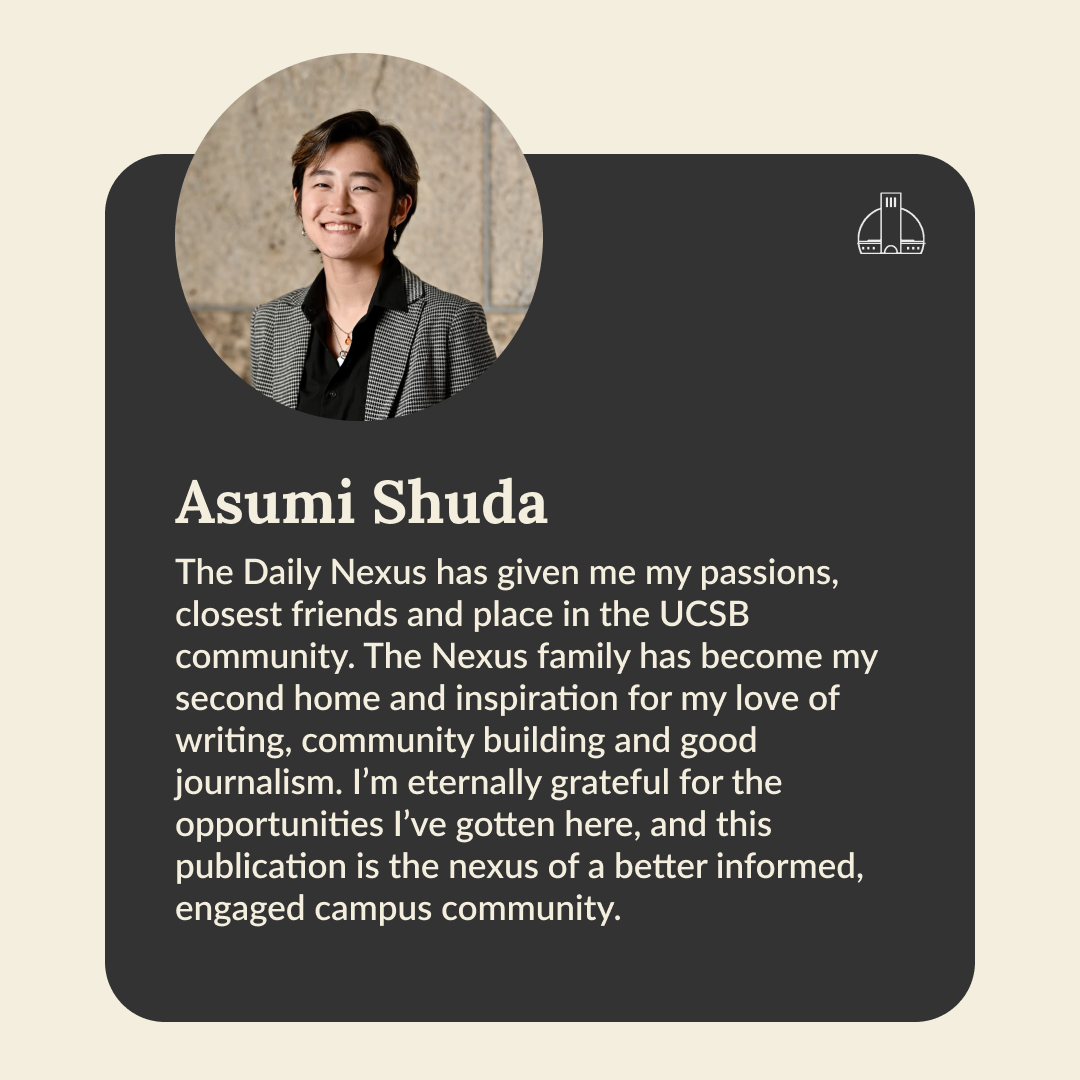 Asumi Shuda
The Daily Nexus has given me my passions,
closest friends and place in the UCSB
community. The Nexus family has become my
second home and inspiration for my love of
writing, community building and good
journalism. I’m eternally grateful for the
opportunities I’ve gotten here, and this
publication is the nexus of a better informed,
engaged campus community.